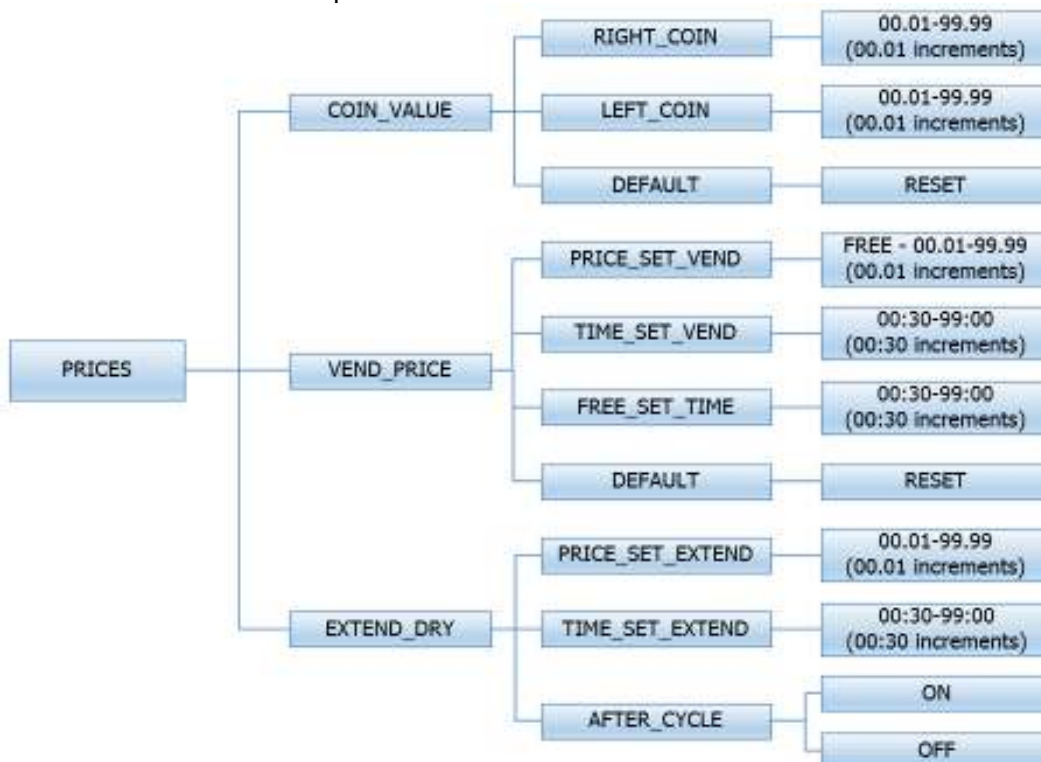 PRICES
COIN_VALUE
RIGHT_COIN
00.01-99.99
(00.01 increments)
LEFT_COIN
00.01-99.99
(00.01 increments)
DEFAULT
RESET
VEND_PRICE
PRICE_SET_VEND
FREE - 00.01-99.99
(00.01 increments)
TIME_SET_VEND
00:30-99:00
(00:30 increments)
FREE_SET_TIME
00:30-99:00
(00:30 increments)
DEFAULT
RESET
EXTEND_DRY
PRICE_SET_EXTEND
00.01-99.99
(00.01 increments)
TIME_SET_EXTEND
00:30-99:00
(00:30 increments)
AFTER_CYCLE
ON
OFF